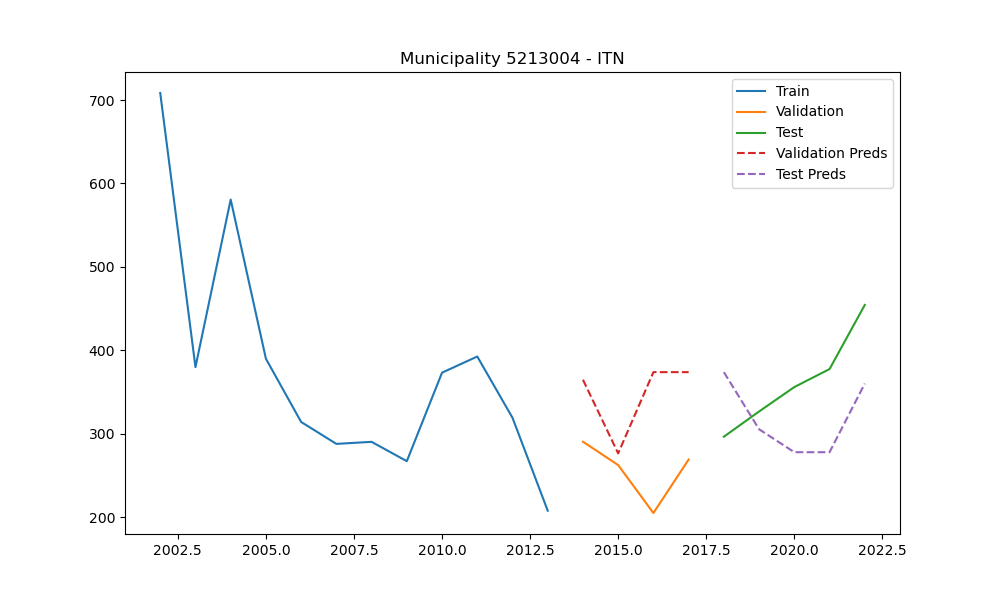 Municipality 5213004 - ITN
700
600
500
400
300
200
2002.5 2005.0 2007.5 2010.0 2012.5 2015.0 2017.5 2020.0 2022.5
Train
Validation
Test
Validation Preds
Test Preds